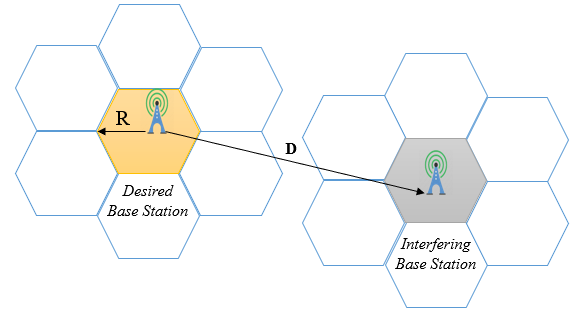 R
D
Desired
Base Station
Interfering
Base Station